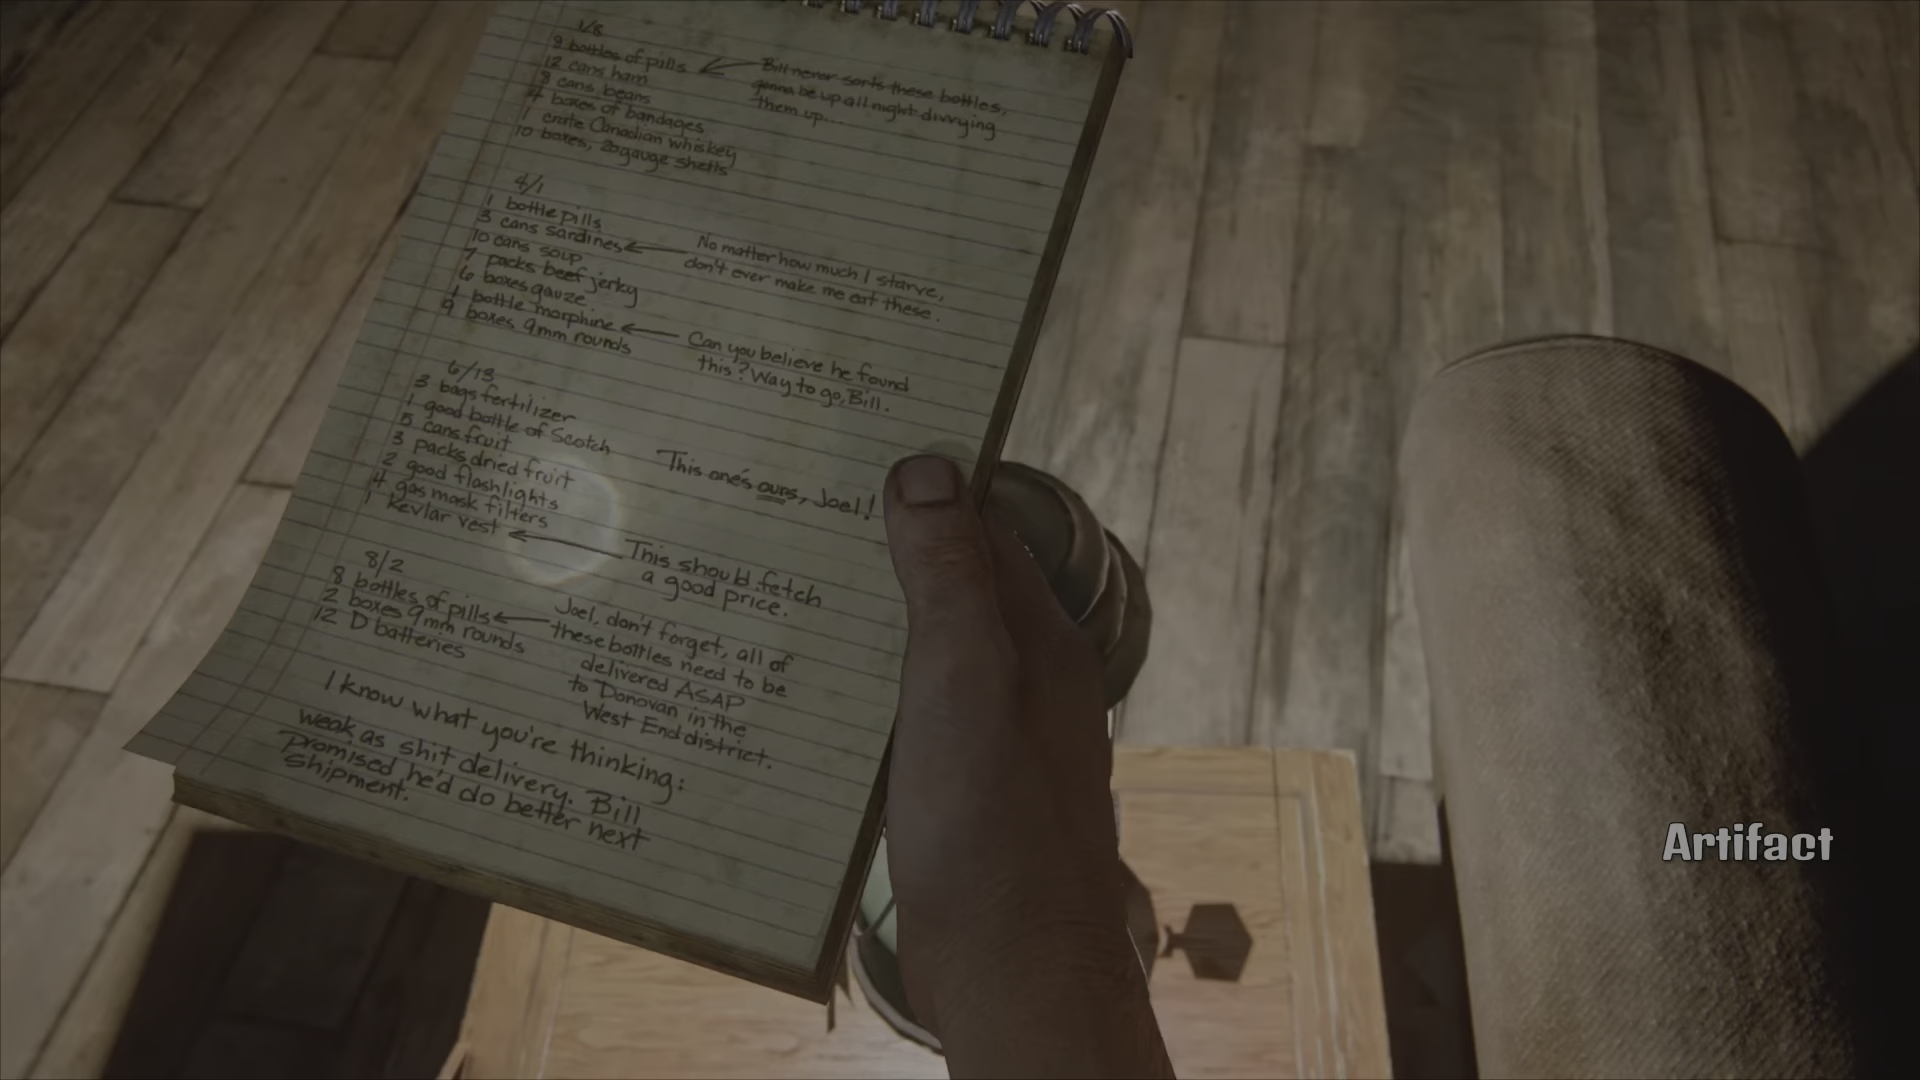 1/8
9 bottles of pills
12 cans ham
8 cans beans
4 boxes of bandages
1 crate Canadian whiskey
10 boxes, 20 gauge shells
Bill never sorts these bottles,
gonna be up all night divvying
them up...
4/1
1 bottle pills
3 cans sardines
10 cans soup
7 packs beef jerky
6 boxes gauze
1 bottle morphine
9 boxes 9mm rounds
No matter how much I starve,
don't ever make me eat these.
Can you believe he found
this? Way to go, Bill.
6/13
3 bags fertilizer
1 good bottle of Scotch
5 cans fruit
3 packs dried fruit
2 good flashlights
4 gas mask filters
1 kevlar vest
This one's ours, Joel!
This should fetch
a good price.
8/2
8 bottles of pills
2 boxes 9mm rounds
12 D batteries
Joel, don't forget, all of
these bottles need to be
delivered ASAP
to Donovan in the
West End district.
I know what you're thinking:
weak as shit delivery. Bill
promised he'd do better next
shipment.
Artifact